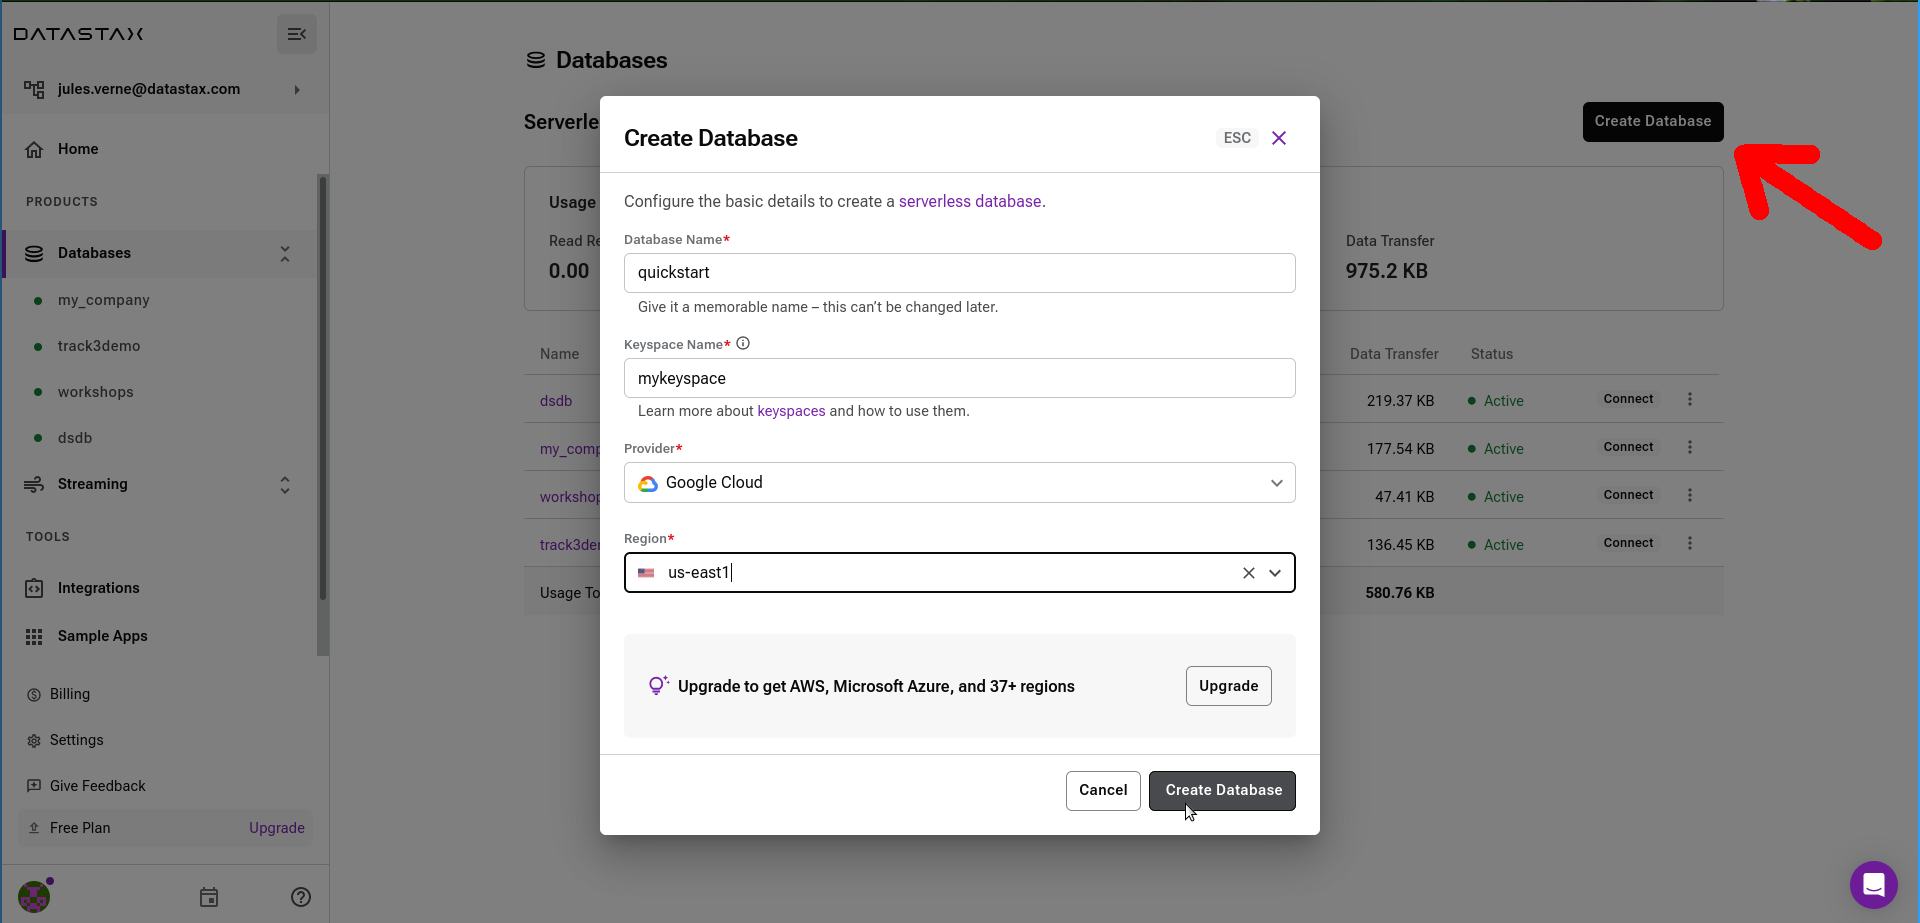 DATASTAX
jules.verne@datastax.com
Home
PRODUCTS
Databases
my_company
track3demo
workshops
dsdb
Streaming
TOOLS
Integrations
Sample Apps
Billing
Settings
Give Feedback
Free Plan Upgrade
Databases
Serverle
Create Database
Usage
Read Re
0.00
Data Transfer
975.2 KB
Name Data Transfer Status
dsdb 219.37 KB Active Connect
my_comp 177.54 KB Active Connect
workshop 47.41 KB Active Connect
track3de 136.45 KB Active Connect
Usage To 580.76 KB
Create Database ESC
Configure the basic details to create a serverless database.
Database Name*
quickstart
Give it a memorable name – this can’t be changed later.
Keyspace Name*
mykeyspace
Learn more about keyspaces and how to use them.
Provider*
Google Cloud
Region*
us-east1
Upgrade to get AWS, Microsoft Azure, and 37+ regions Upgrade
Cancel Create Database